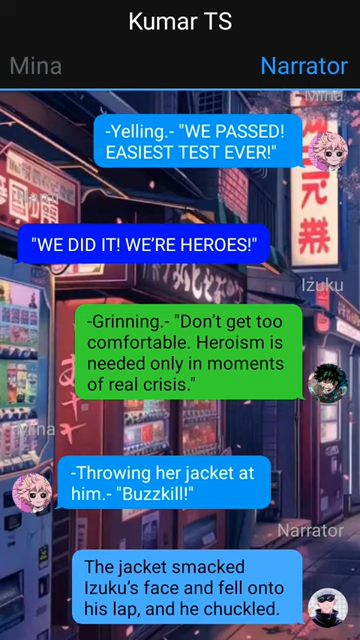 Kumar TS
Mina
Narrator
Mina
-Yelling.- "WE PASSED!
EASIEST TEST EVER!"
"WE DID IT! WE’RE HEROES!"
Izuku
-Grinning.- "Don’t get too
comfortable. Heroism is
needed only in moments
of real crisis."
Mina
-Throwing her jacket at
him.- "Buzzkill!"
Narrator
The jacket smacked
Izuku’s face and fell onto
his lap, and he chuckled.